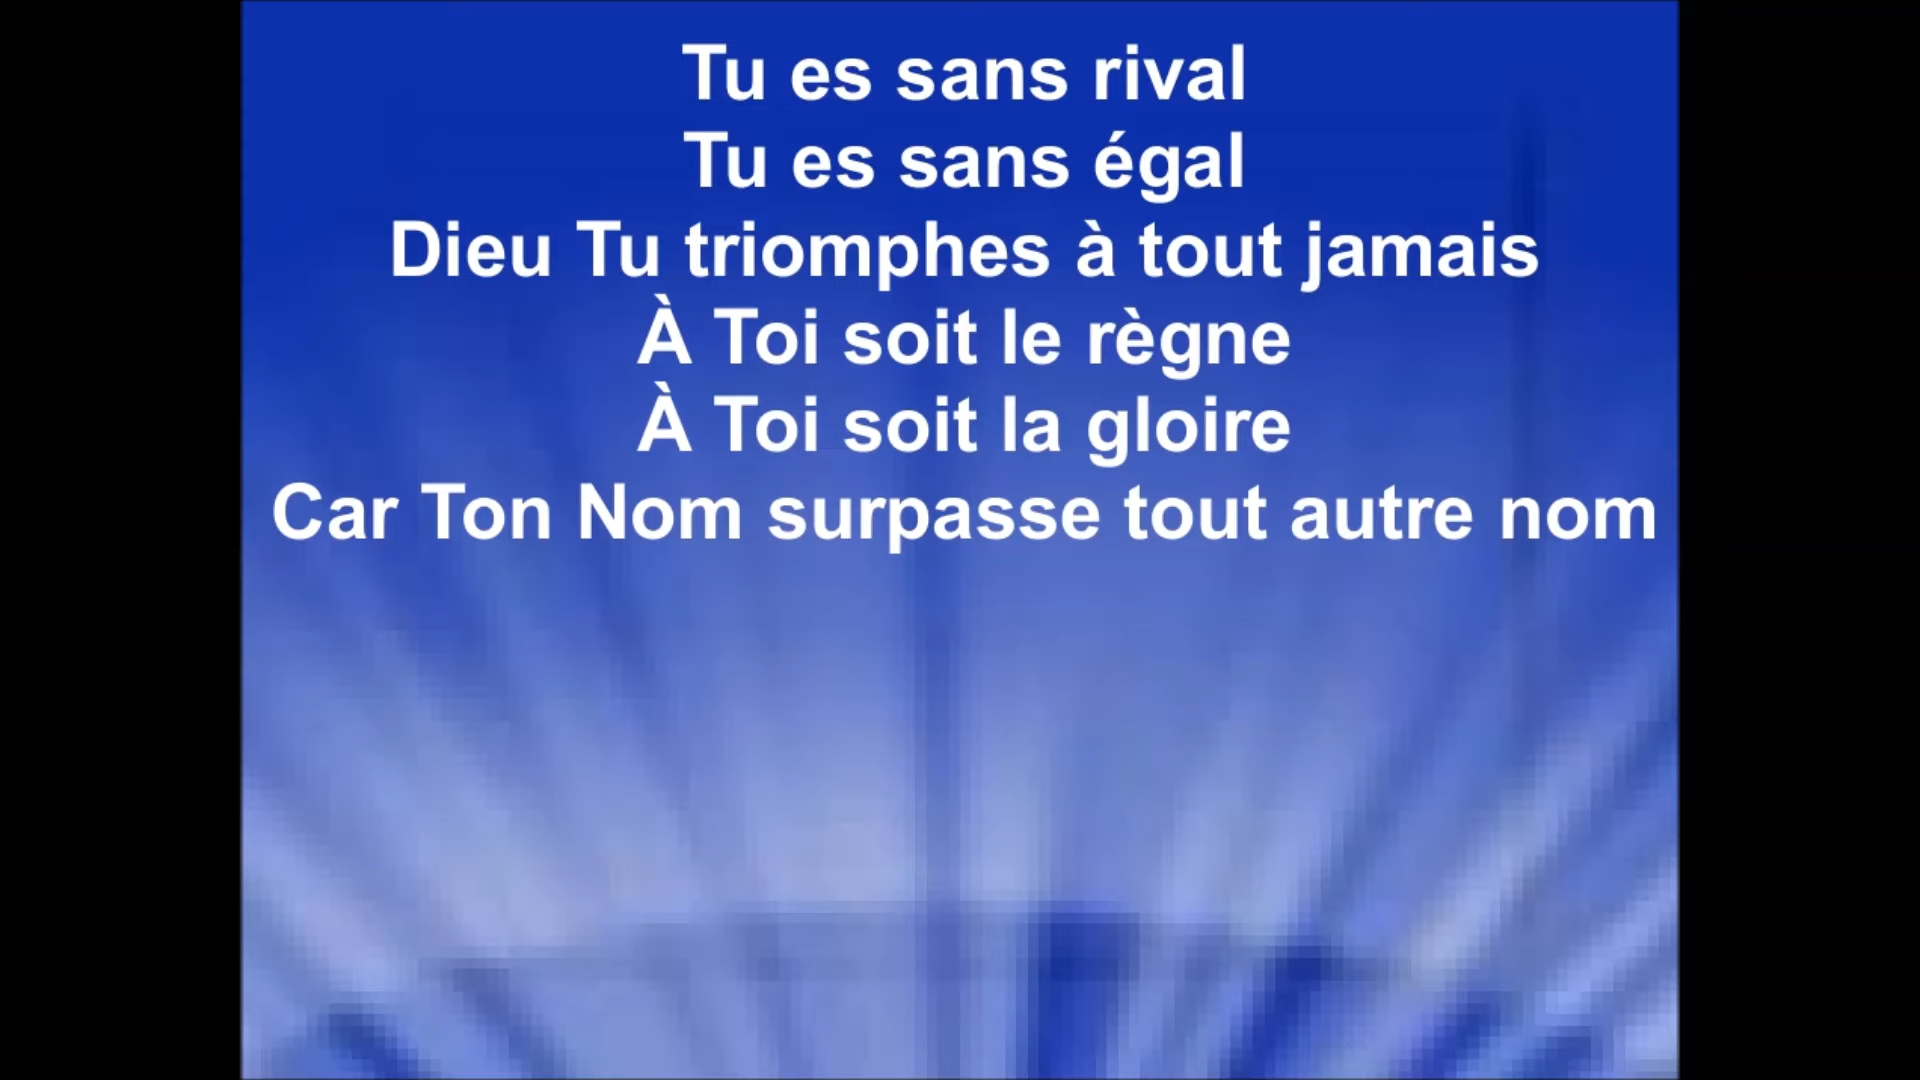 Tu es sans rival
Tu es sans égal
Dieu Tu triomphes à tout jamais
À Toi soit le règne
À Toi soit la gloire
Car Ton Nom surpasse tout autre nom